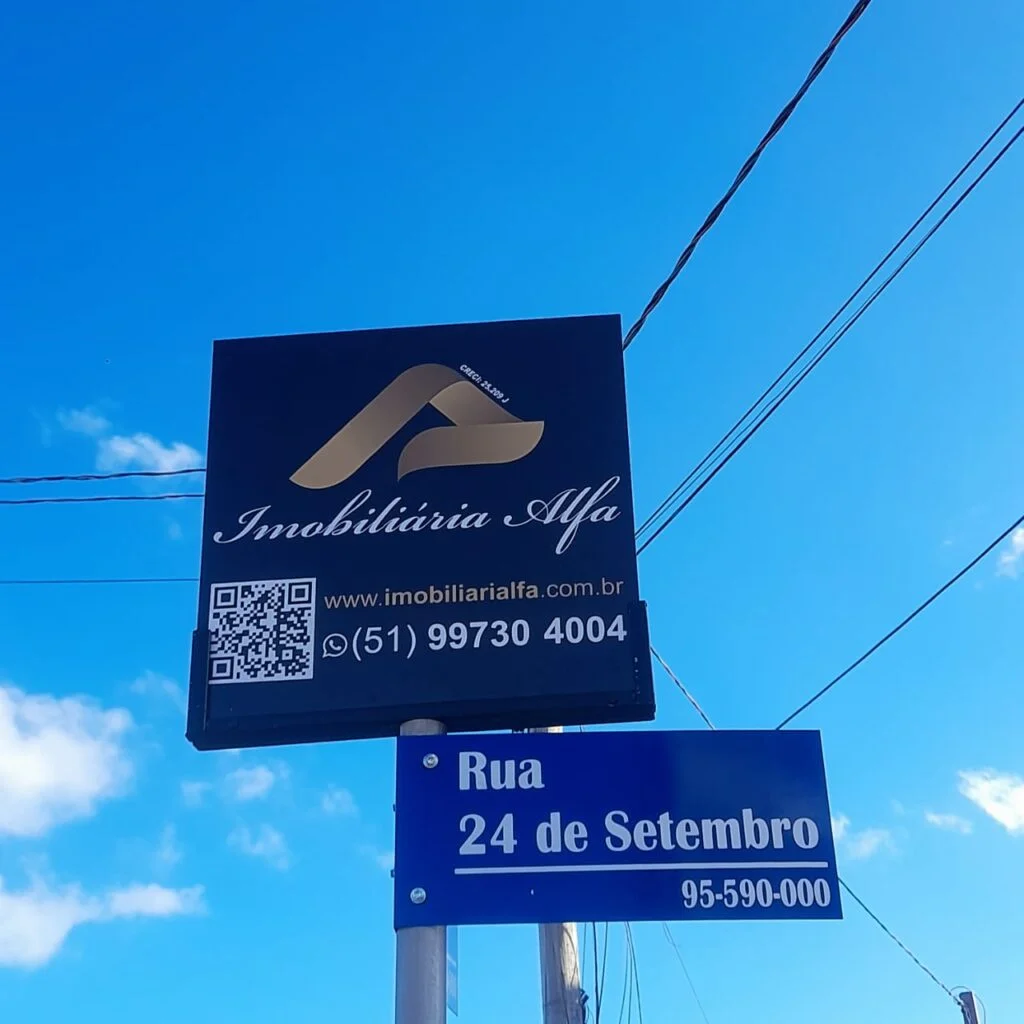 CRECI: 25.209 J
Imobiliária Alfa
www.imobiliarialfa.com.br
(51) 99730 4004
Rua
24 de Setembro
95-590-000